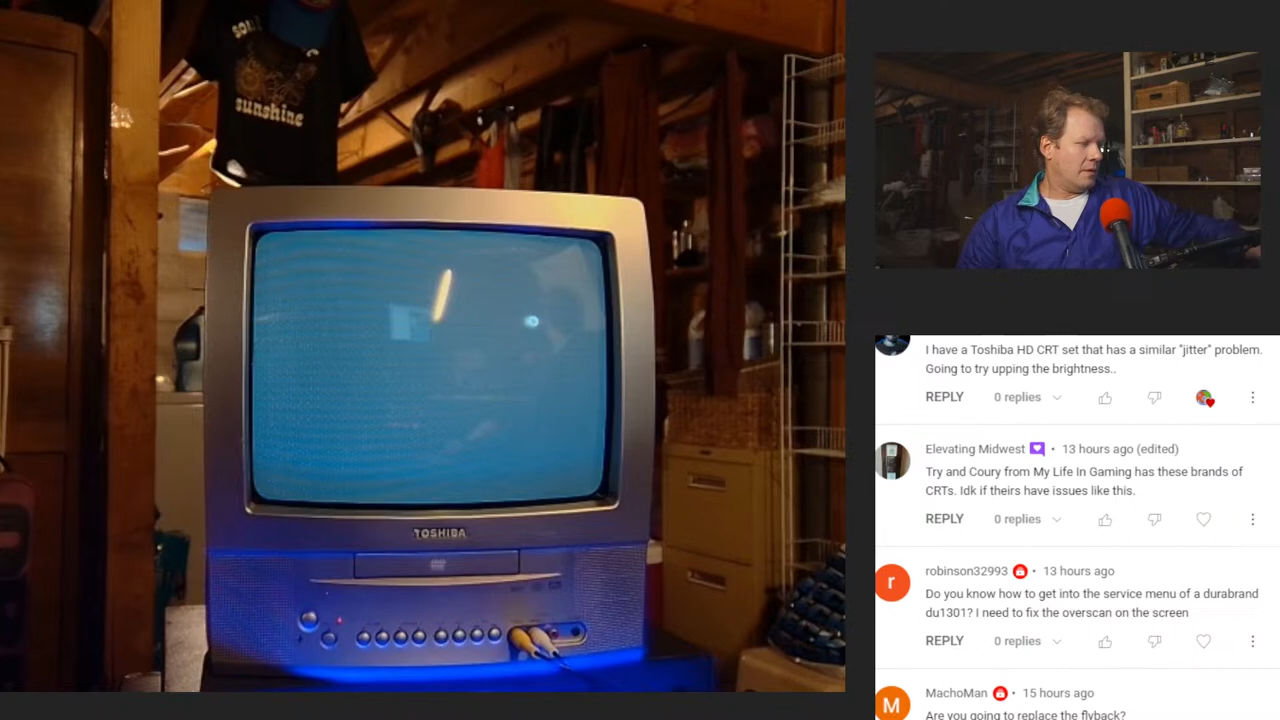 SOUL
sunshine
TOSHIBA
I have a Toshiba HD CRT set that has a similar "jitter" problem.
Going to try upping the brightness..
REPLY 0 replies
Elevating Midwest • 13 hours ago (edited)
Try and Coury from My Life In Gaming has these brands of
CRTs. Idk if theirs have issues like this.
REPLY 0 replies
r
robinson32993 • 13 hours ago
Do you know how to get into the service menu of a durabrand
du1301? I need to fix the overscan on the screen
REPLY 0 replies
M
MachoMan • 15 hours ago
Are you going to replace the flyback?